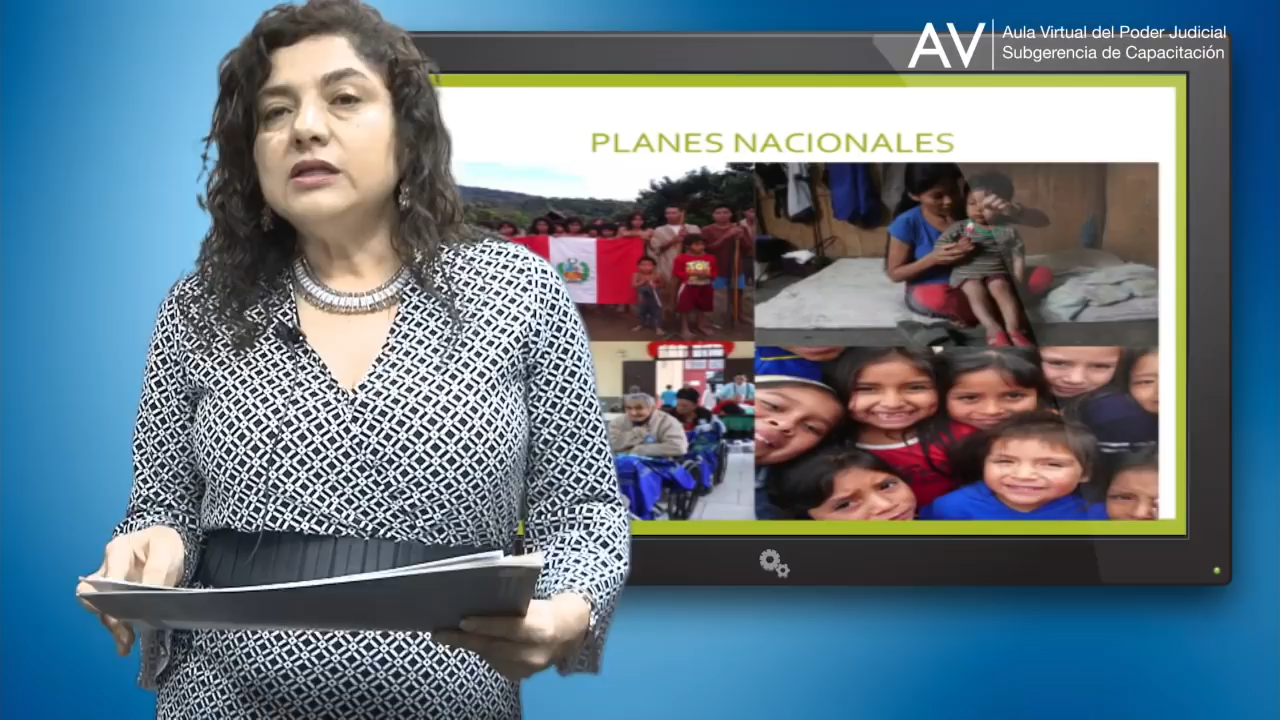 AV
Aula Virtual del Poder Judicial
Subgerencia de Capacitación
PLANES NACIONALES